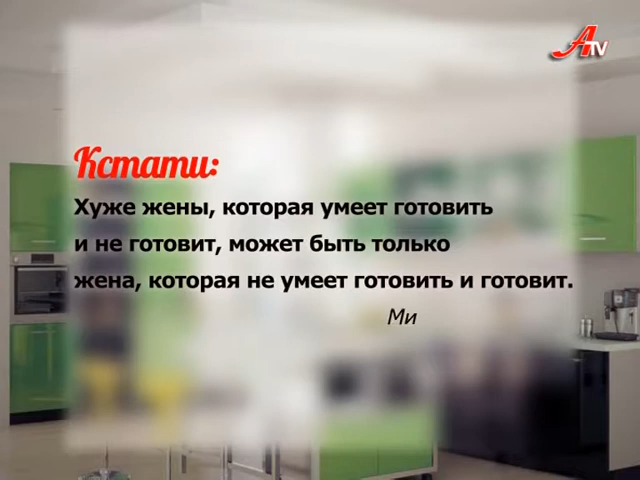 ATV
Кстати:
Хуже жены, которая умеет готовить
и не готовит, может быть только
жена, которая не умеет готовить и готовит.
Ми